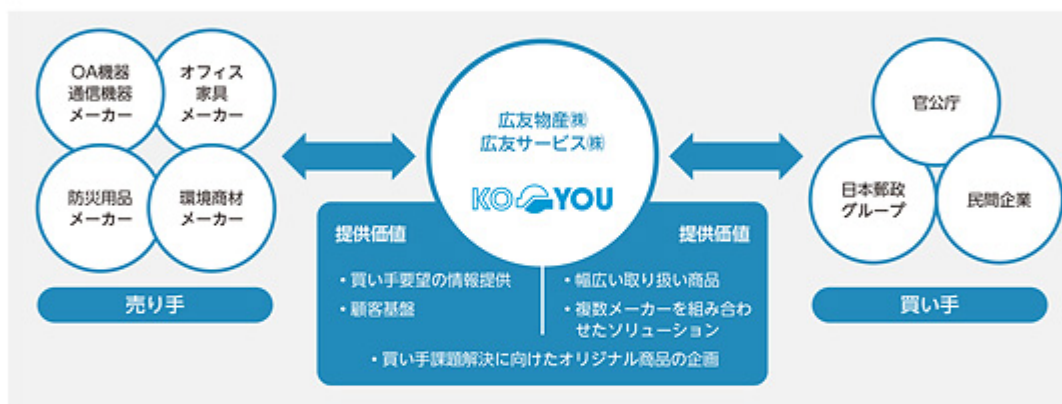 OA機器
通信機器
メーカー
オフィス
家具
メーカー
防災用品
メーカー
環境商材
メーカー
売り手
広友物産㈱
広友サービス㈱
KO YOU
提供価値
・買い手要望の情報提供
・顧客基盤
提供価値
・幅広い取り扱い商品
・複数メーカーを組み合わ
せたソリューション
・買い手課題解決に向けたオリジナル商品の企画
官公庁
日本郵政
グループ
民間企業
買い手